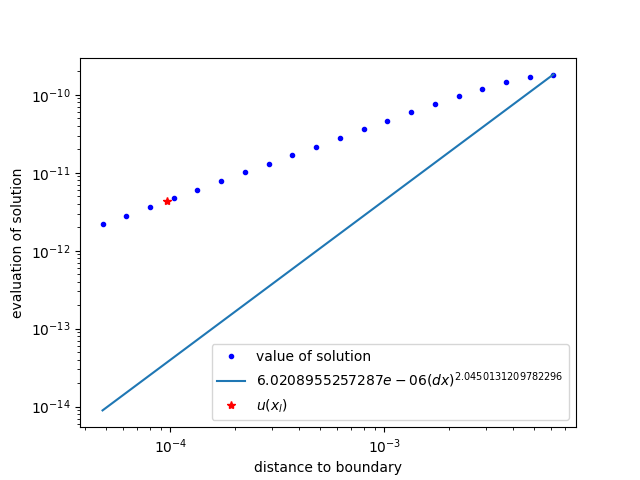 evaluation of solution
10⁻¹⁰
10⁻¹¹
10⁻¹²
10⁻¹³
10⁻¹⁴
value of solution
6.0208955257287e − 06(dx)²·⁰⁴⁵⁰¹³¹²⁰⁹⁷⁸²²⁹⁶
u(xₗ)
10⁻⁴
10⁻³
distance to boundary